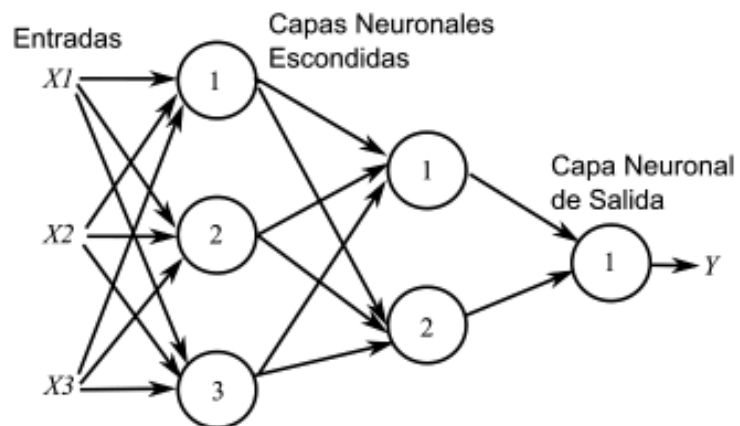 Entradas
Capas Neuronales
Escondidas
X1
1
1
Capa Neuronal
de Salida
X2
2
1
Y
2
X3
3